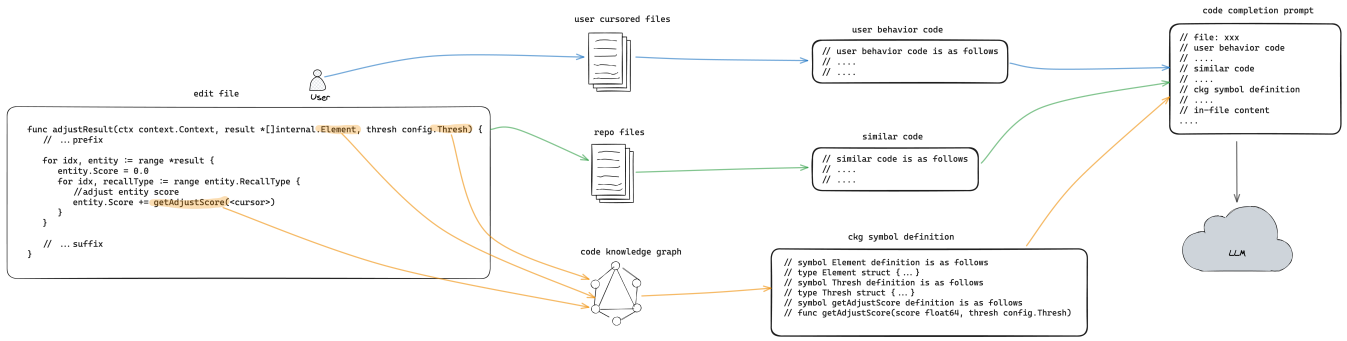 edit file
User
func adjustResult(ctx context.Context, result *[]internal.Element, thresh config.Thresh) {
// ...prefix
for idx, entity := range *result {
entity.Score = 0.0
for idx, recallType := range entity.RecallType {
//adjust entity score
entity.Score += getAdjustScore(<cursor>)
}
}
// ...suffix
}
user cursored files
repo files
code knowledge graph
user behavior code
// user behavior code is as follows
// ....
// ....
similar code
// similar code is as follows
// ....
// ....
ckg symbol definition
// symbol Element definition is as follows
// type Element struct {...}
// symbol Thresh definition is as follows
// type Thresh struct {...}
// symbol getAdjustScore definition is as follows
// func getAdjustScore(score float64, thresh config.Thresh)
code completion prompt
// file: xxx
// user behavior code
// ....
// similar code
// ....
// ckg symbol definition
// ....
// in-file content
....
LLM